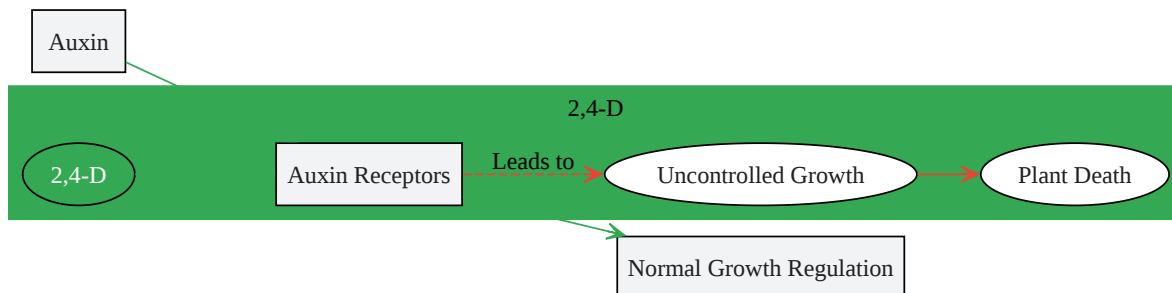 Auxin
2,4-D
2,4-D
Auxin Receptors
Leads to
Uncontrolled Growth
Plant Death
Normal Growth Regulation